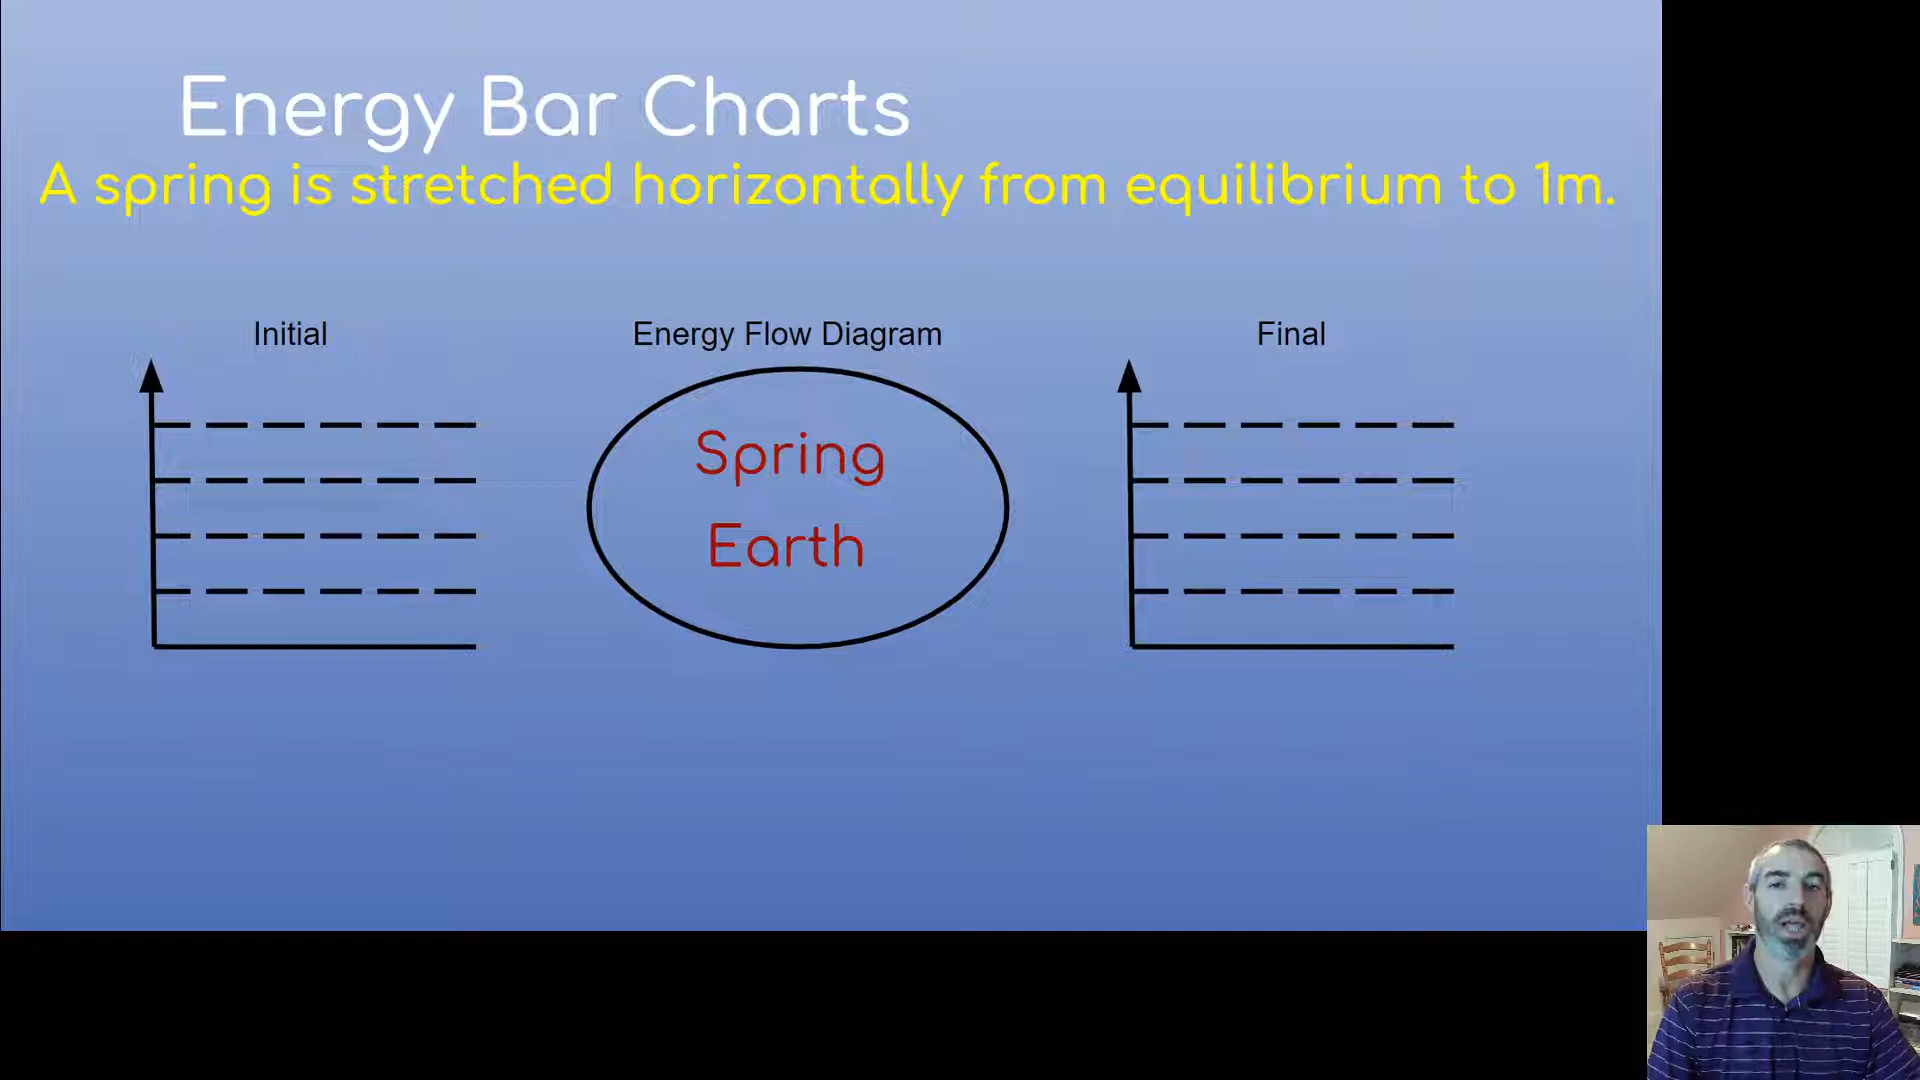 Energy Bar Charts
A spring is stretched horizontally from equilibrium to 1m.
Initial
Energy Flow Diagram
Final
Spring
Earth